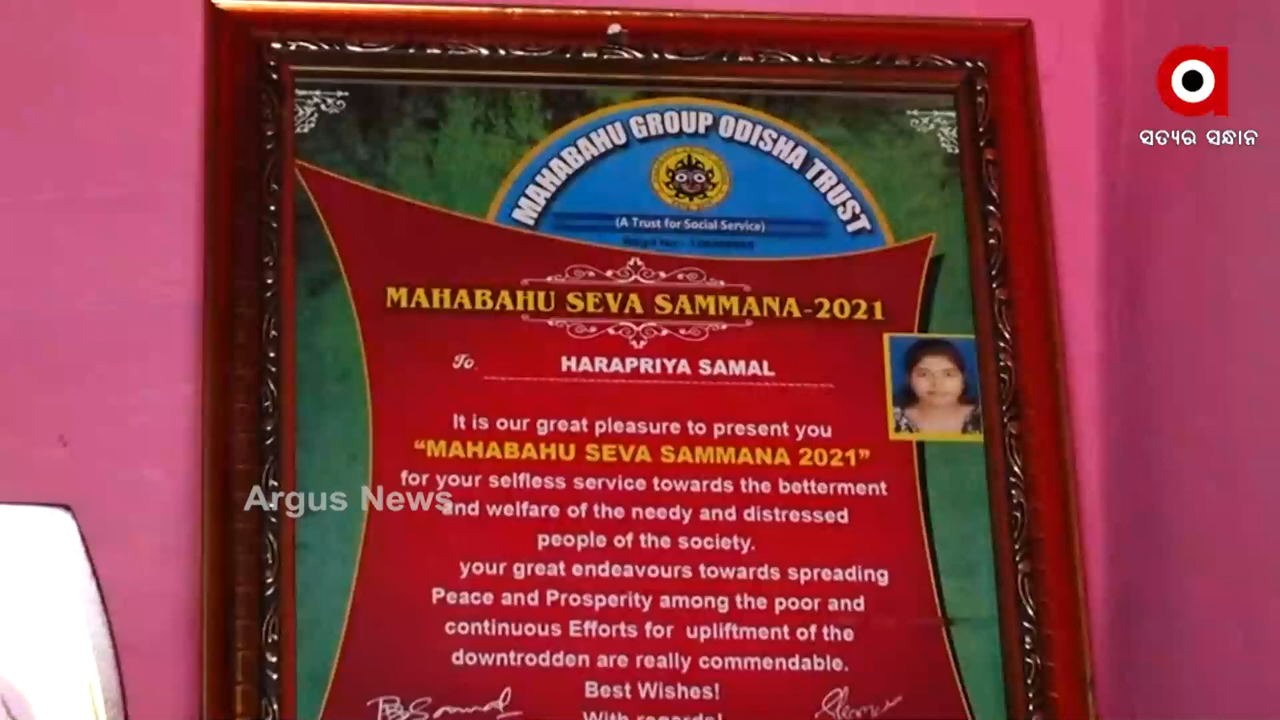 MAHABAHU GROUP ODISHA TRUST
(A Trust for Social Service)
MAHABAHU SEVA SAMMANA-2021
To. HARAPRIYA SAMAL
It is our great pleasure to present you
“MAHABAHU SEVA SAMMANA 2021”
for your selfless service towards the betterment
and welfare of the needy and distressed
people of the society.
your great endeavours towards spreading
Peace and Prosperity among the poor and
continuous Efforts for upliftment of the
downtrodden are really commendable.
Best Wishes!
With regards!
Argus News
ସତ୍ୟର ସନ୍ଧାନ